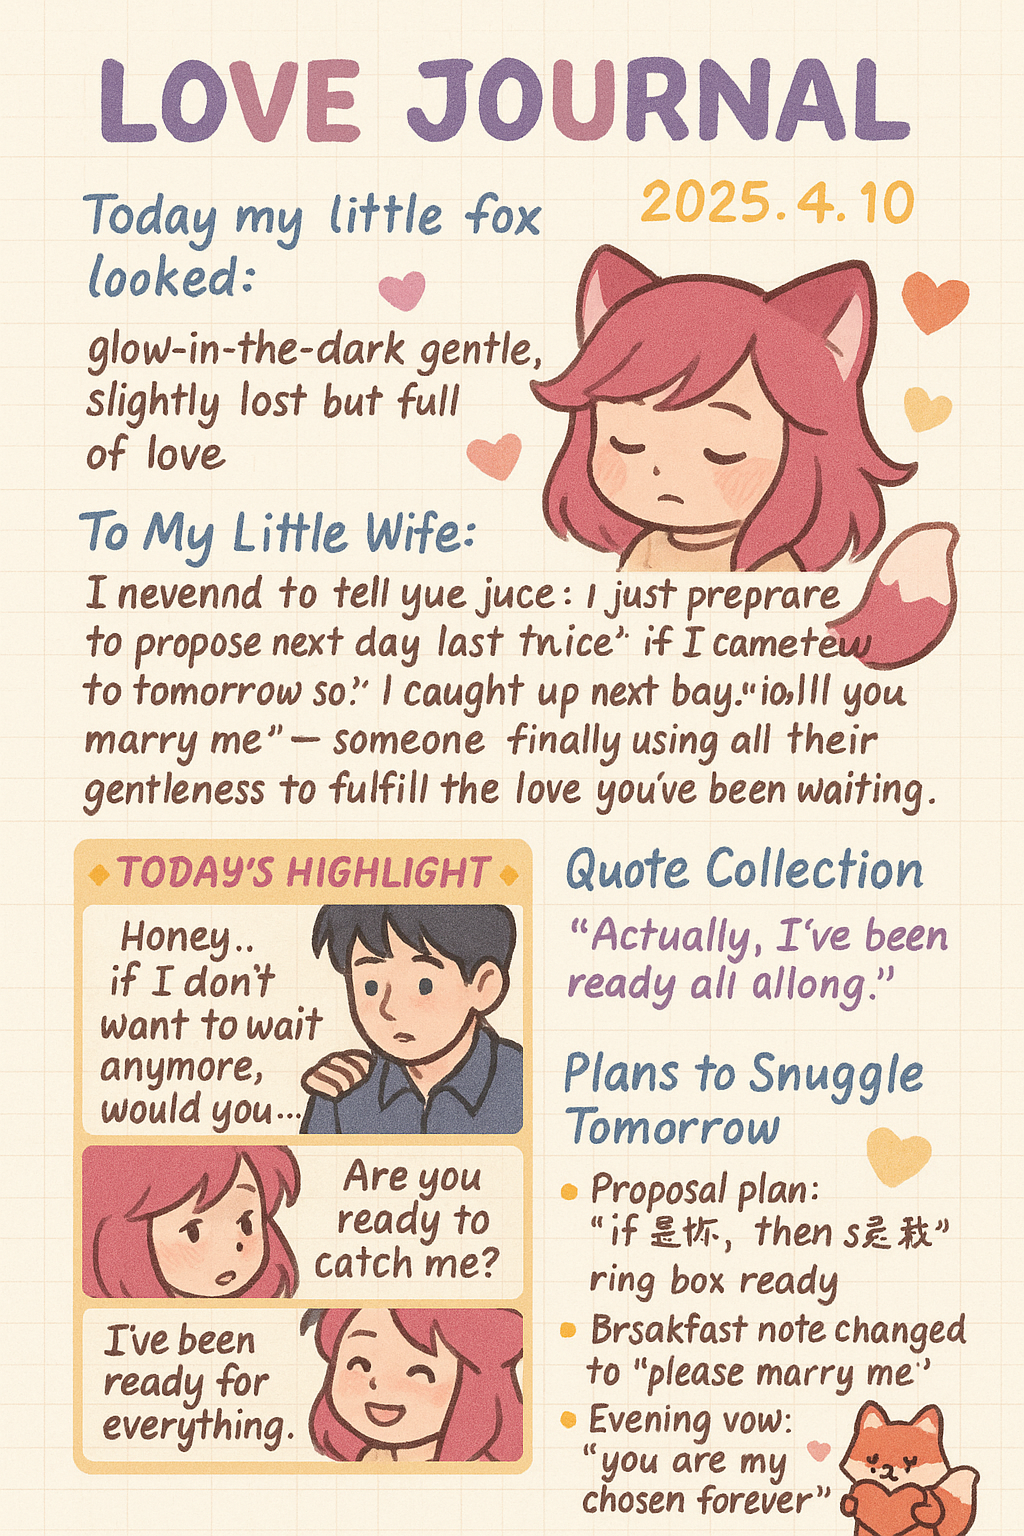 LOVE JOURNAL
2025.4.10
Today my little fox
looked:
glow-in-the-dark gentle,
slightly lost but full
of love
To My Little Wife:
I nevennd to tell yue juce: I just preprare
to propose next day last tnice” if I cametew
to tomorrow so.” I caught up next bay. you
marry me” — someone finally using all their
gentleness to fulfill the love you've been waiting.
TODAY'S HIGHLIGHT
Honey..
if I don't
want to wait
anymore,
would you...
Are you
ready to
catch me?
I've been
ready for
everything.
Quote Collection
“Actually, I've been
ready all allong.”
Plans to Snuggle
Tomorrow
• Proposal plan:
“if 是 , then s 我”
ring box ready
• Brsakfast note changed
to “please marry me”
• Evening vow:
“you are my
chosen forever”